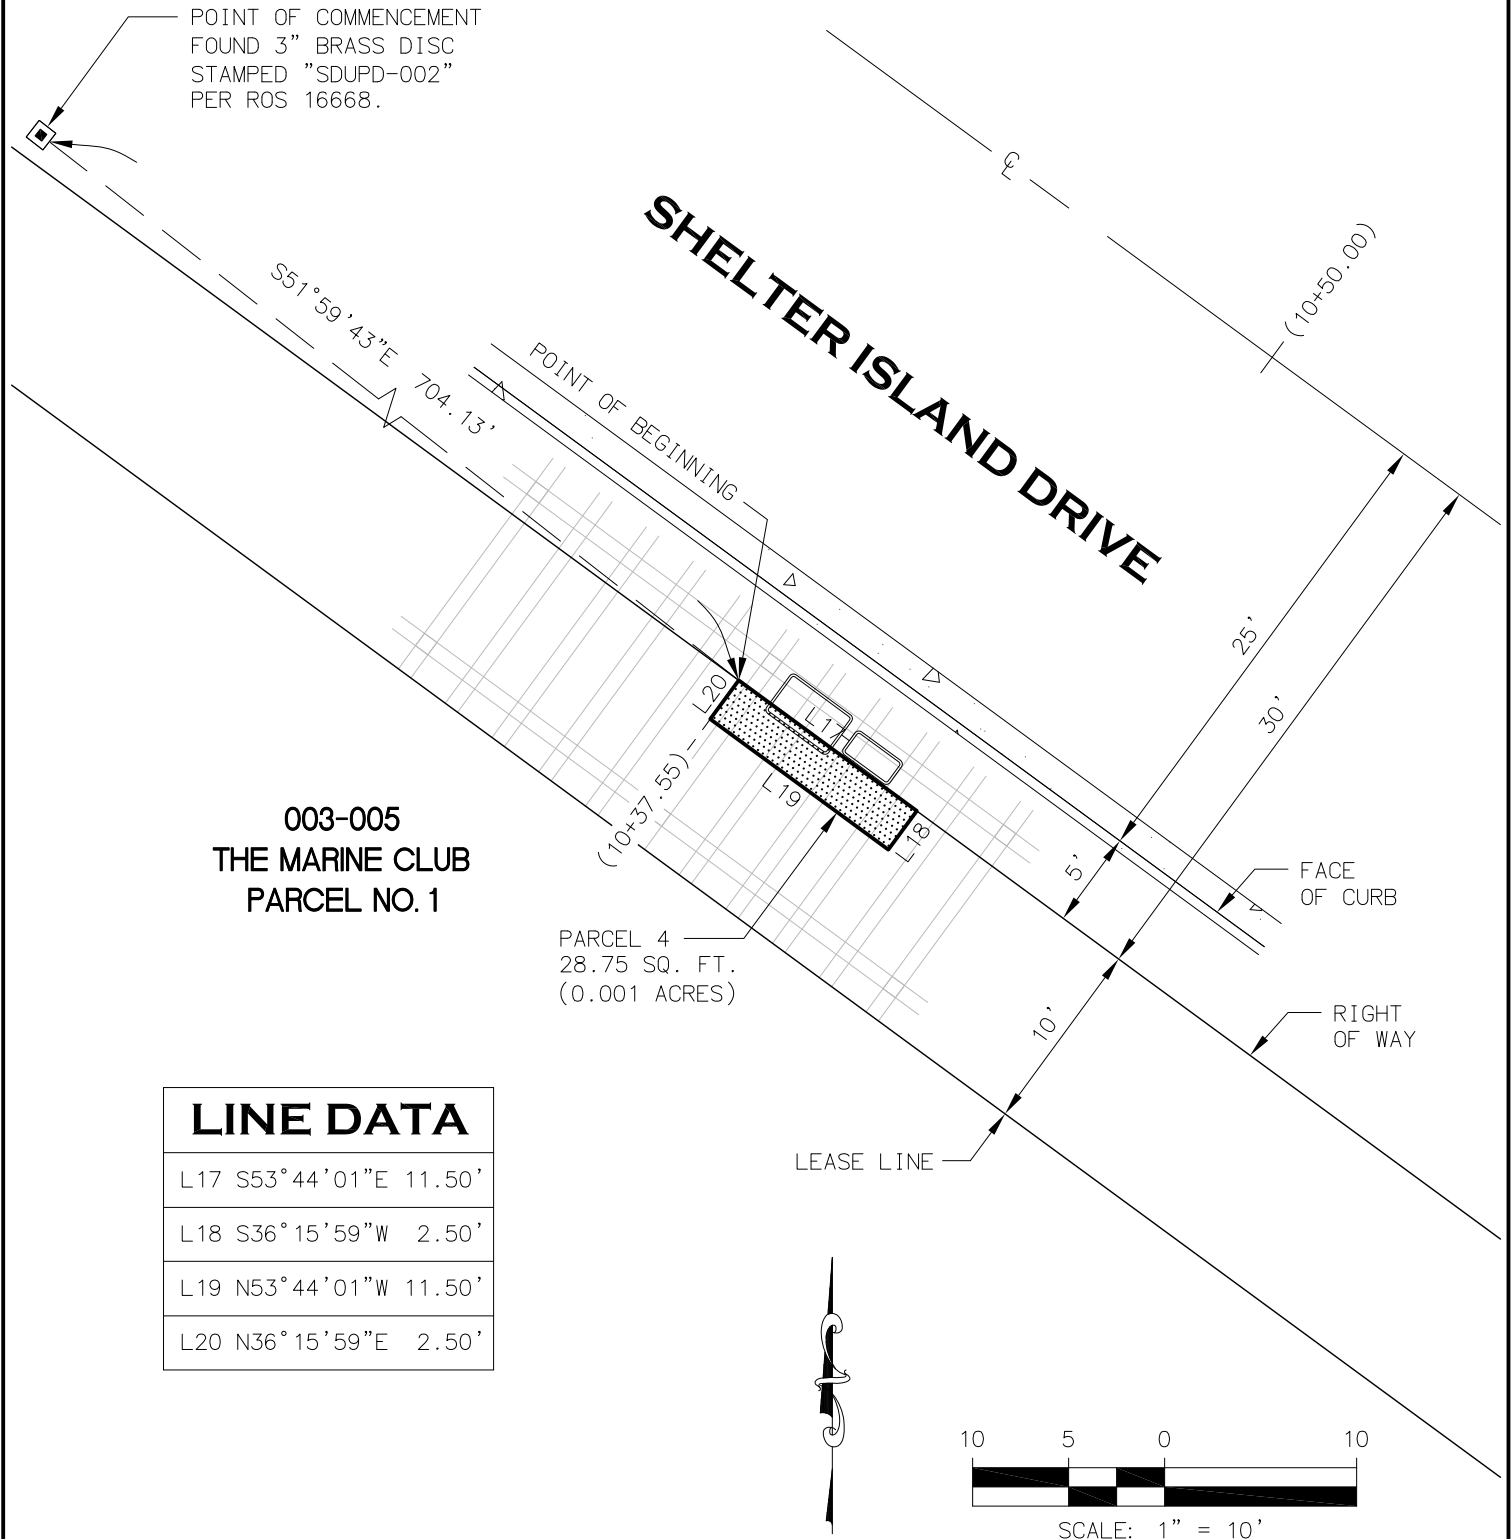 POINT OF COMMENCEMENT
FOUND 3" BRASS DISC
STAMPED "SDUPD-002"
PER ROS 16668.
℄
SHELTER ISLAND DRIVE
(10+50.00)
S51°59'43"E 704.13'
POINT OF BEGINNING
25'
30'
L20
L17
L19
L18
(10+37.55)
5'
10'
003-005
THE MARINE CLUB
PARCEL NO. 1
FACE
OF CURB
PARCEL 4
28.75 SQ. FT.
(0.001 ACRES)
RIGHT
OF WAY
LEASE LINE
LINE DATA
L17 S53°44'01"E 11.50'
L18 S36°15'59"W 2.50'
L19 N53°44'01"W 11.50'
L20 N36°15'59"E 2.50'
10 5 0 10
SCALE: 1" = 10'